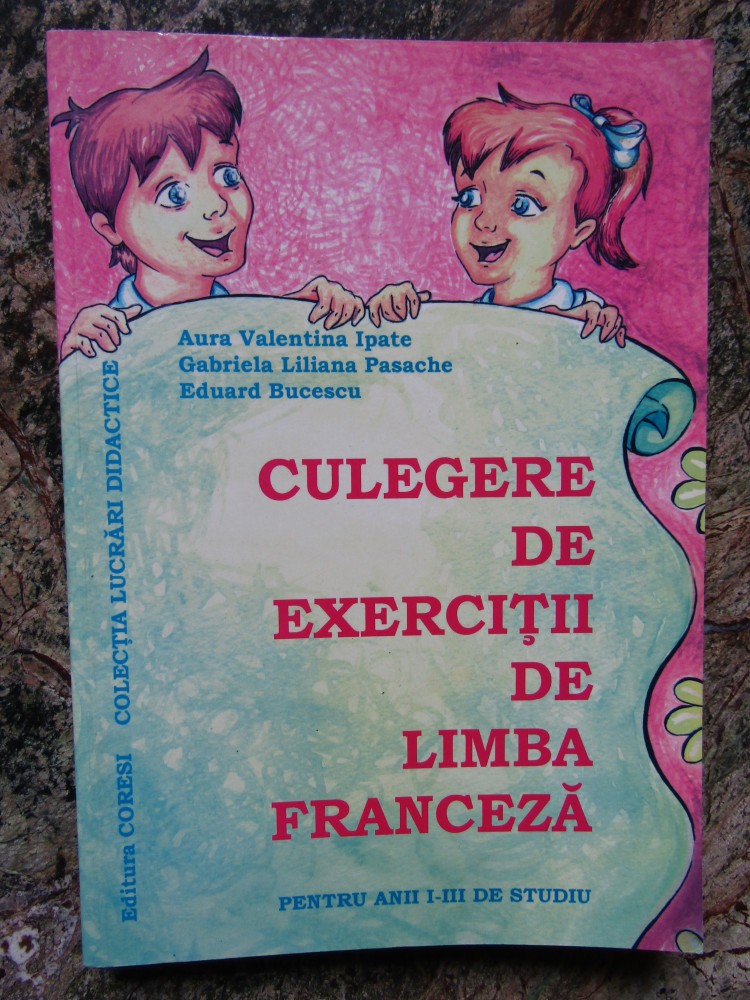 Aura Valentina Ipate
Gabriela Liliana Pasache
Eduard Bucescu
CULEGERE
DE
EXERCIȚII
DE
LIMBA
FRANCEZĂ
PENTRU ANII I-III DE STUDIU
Editura CORESI COLECȚIA LUCRĂRI DIDACTICE